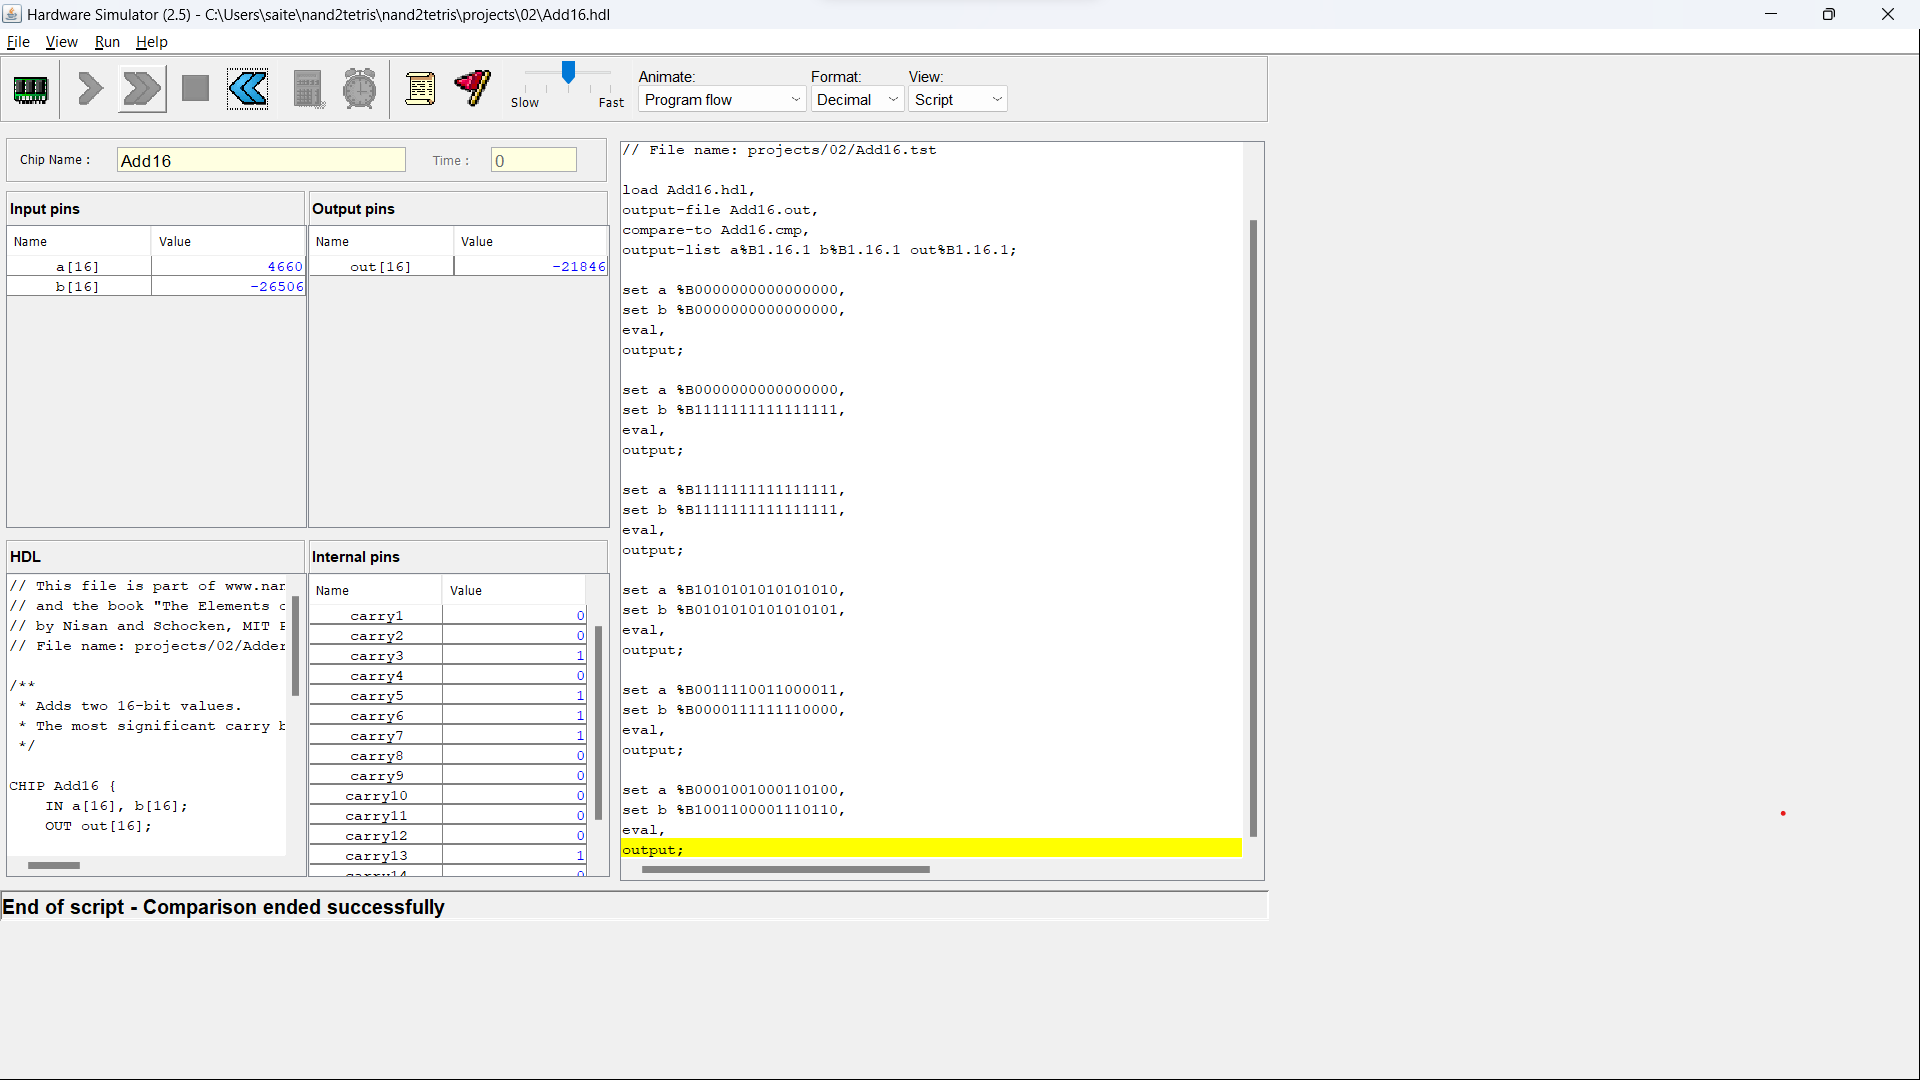 Hardware Simulator (2.5) - C:\Users\saite\nand2tetris\nand2tetris\projects\02\Add16.hdl
File View Run Help
Slow Fast
Animate: Format: View:
Program flow Decimal Script
Chip Name : Add16 Time : 0
Input pins
Name Value
a[16] 4660
b[16] -26506
Output pins
Name Value
out[16] -21846
HDL
// This file is part of www.nan
// and the book "The Elements
// by Nisan and Schocken, MIT
// File name: projects/02/Adder
/**
* Adds two 16-bit values.
* The most significant carry
*/
CHIP Add16 {
IN a[16], b[16];
OUT out[16];
Internal pins
Name Value
carry1 0
carry2 0
carry3 1
carry4 0
carry5 1
carry6 1
carry7 1
carry8 0
carry9 0
carry10 0
carry11 0
carry12 0
carry13 1
carry14 0
// File name: projects/02/Add16.tst
load Add16.hdl,
output-file Add16.out,
compare-to Add16.cmp,
output-list a%B1.16.1 b%B1.16.1 out%B1.16.1;
set a %B0000000000000000,
set b %B0000000000000000,
eval,
output;
set a %B0000000000000000,
set b %B1111111111111111,
eval,
output;
set a %B1111111111111111,
set b %B1111111111111111,
eval,
output;
set a %B1010101010101010,
set b %B0101010101010101,
eval,
output;
set a %B0011110011000011,
set b %B0000111111110000,
eval,
output;
set a %B0001001000110100,
set b %B1001100001110110,
eval,
output;
End of script - Comparison ended successfully